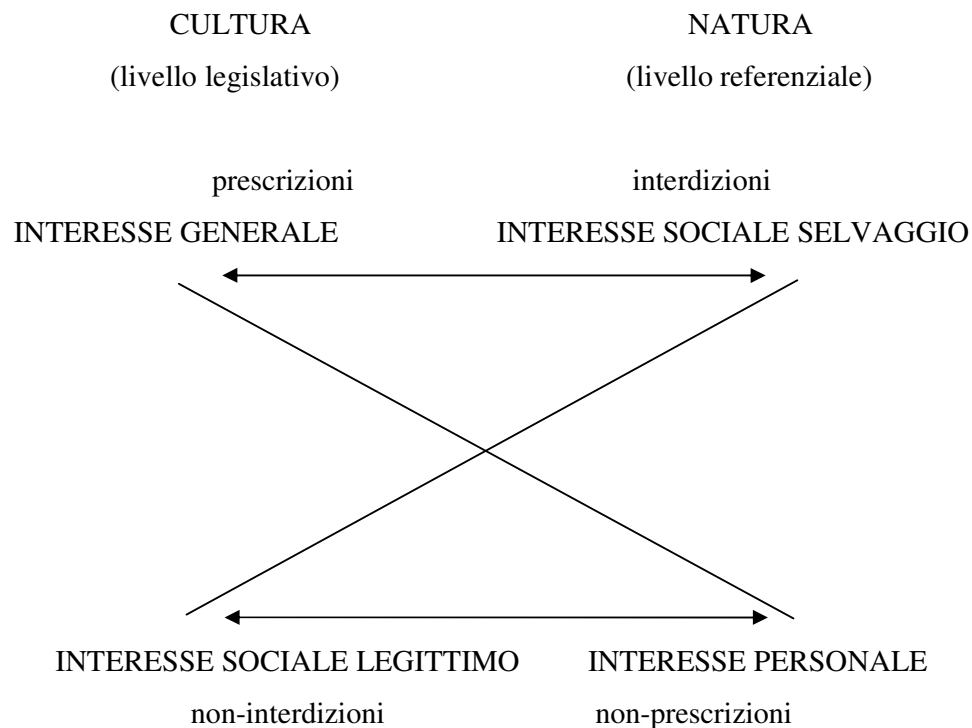 CULTURA NATURA
(livello legislativo) (livello referenziale)
prescrizioni interdizioni
INTERESSE GENERALE INTERESSE SOCIALE SELVAGGIO
INTERESSE SOCIALE LEGITTIMO INTERESSE PERSONALE
non-interdizioni non-prescrizioni